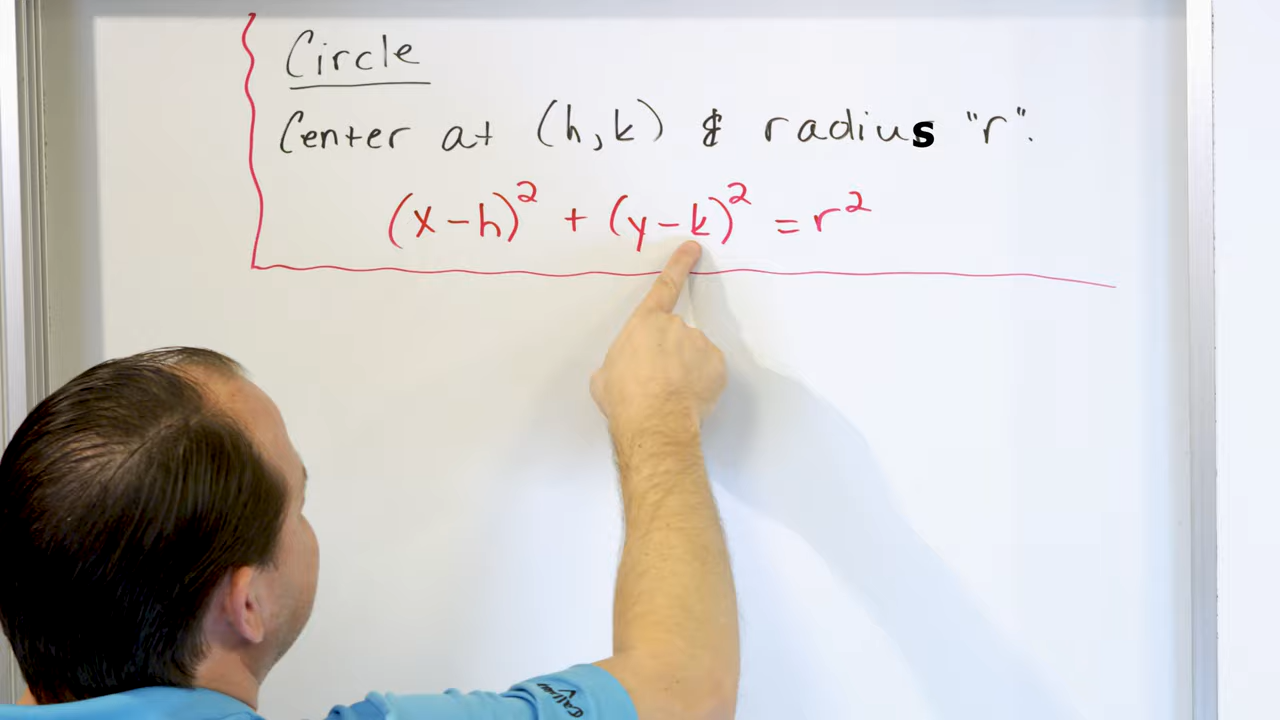 Circle
Center at (h,k) & radius "r".
(x-h)² + (y-k)² = r²